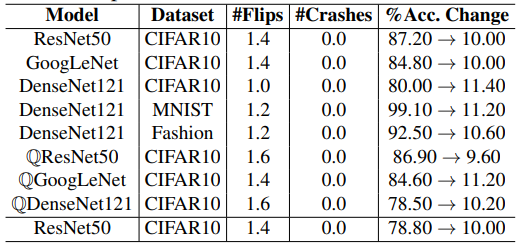 Model Dataset #Flips #Crashes %Acc. Change
ResNet50 CIFAR10 1.4 0.0 87.20 → 10.00
GoogLeNet CIFAR10 1.4 0.0 84.80 → 10.00
DenseNet121 CIFAR10 1.0 0.0 80.00 → 11.40
DenseNet121 MNIST 1.2 0.0 99.10 → 11.20
DenseNet121 Fashion 1.2 0.0 92.50 → 10.60
ℚResNet50 CIFAR10 1.6 0.0 86.90 → 9.60
ℚGoogLeNet CIFAR10 1.4 0.0 84.60 → 11.20
ℚDenseNet121 CIFAR10 1.6 0.0 78.50 → 10.20
ResNet50 CIFAR10 1.4 0.0 78.80 → 10.00